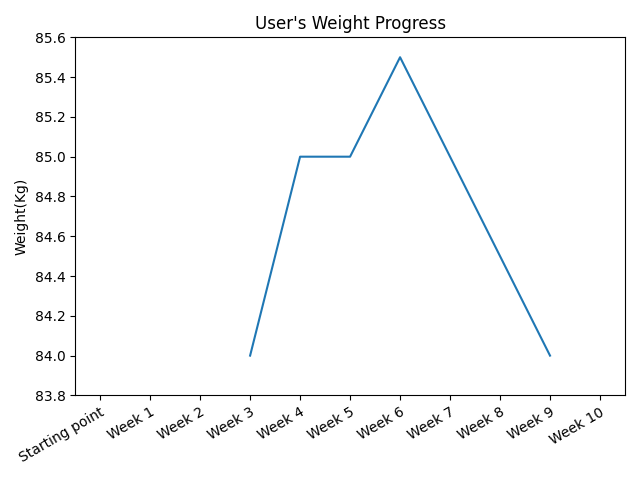 User's Weight Progress
Weight(Kg)
85.6
85.4
85.2
85.0
84.8
84.6
84.4
84.2
84.0
83.8
Starting point
Week 1
Week 2
Week 3
Week 4
Week 5
Week 6
Week 7
Week 8
Week 9
Week 10